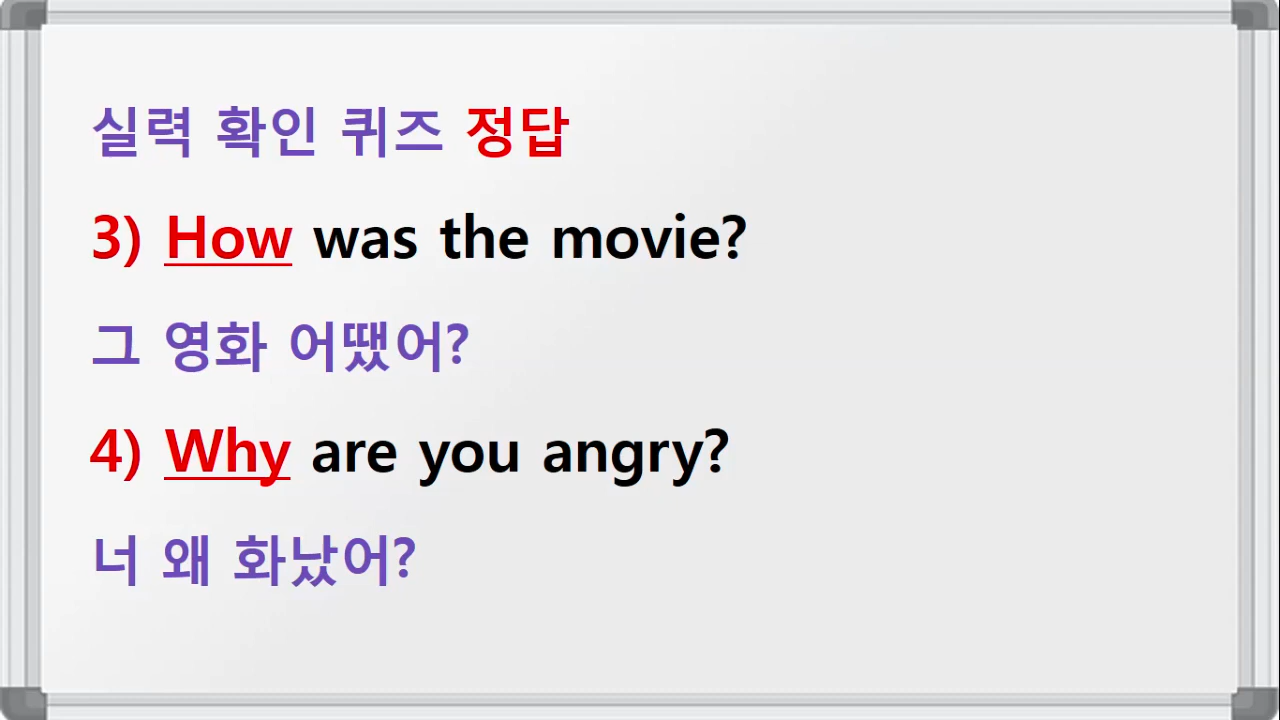 실력 확인 퀴즈 정답
3) How was the movie?
그 영화 어땠어?
4) Why are you angry?
너 왜 화났어?